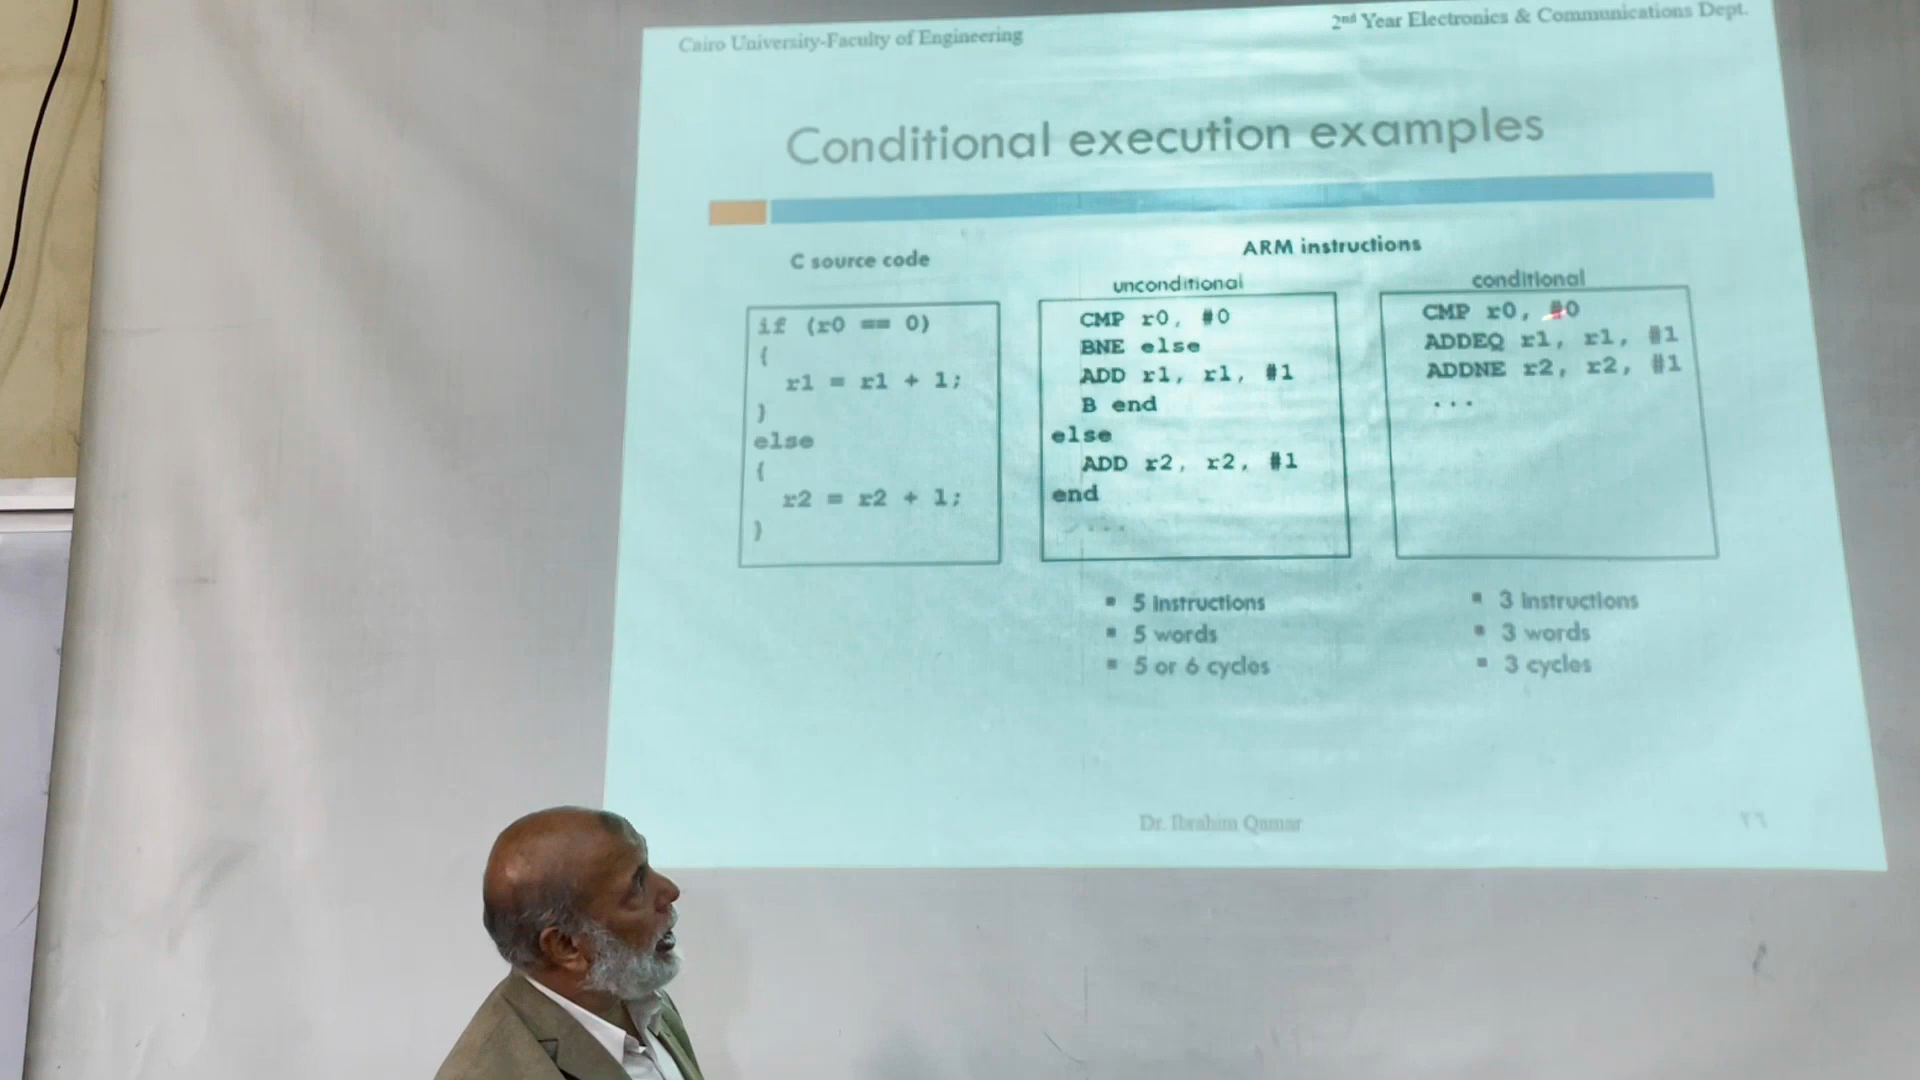 Cairo University-Faculty of Engineering
2nd Year Electronics & Communications Dept.
Conditional execution examples
C source code
if (r0 == 0)
{
r1 = r1 + 1;
}
else
{
r2 = r2 + 1;
}
ARM instructions
unconditional
CMP r0, #0
BNE else
ADD r1, r1, #1
B end
else
ADD r2, r2, #1
end
...
5 instructions
5 words
5 or 6 cycles
conditional
CMP r0, #0
ADDEQ r1, r1, #1
ADDNE r2, r2, #1
...
3 instructions
3 words
3 cycles
Dr. Ibrahim Qamar